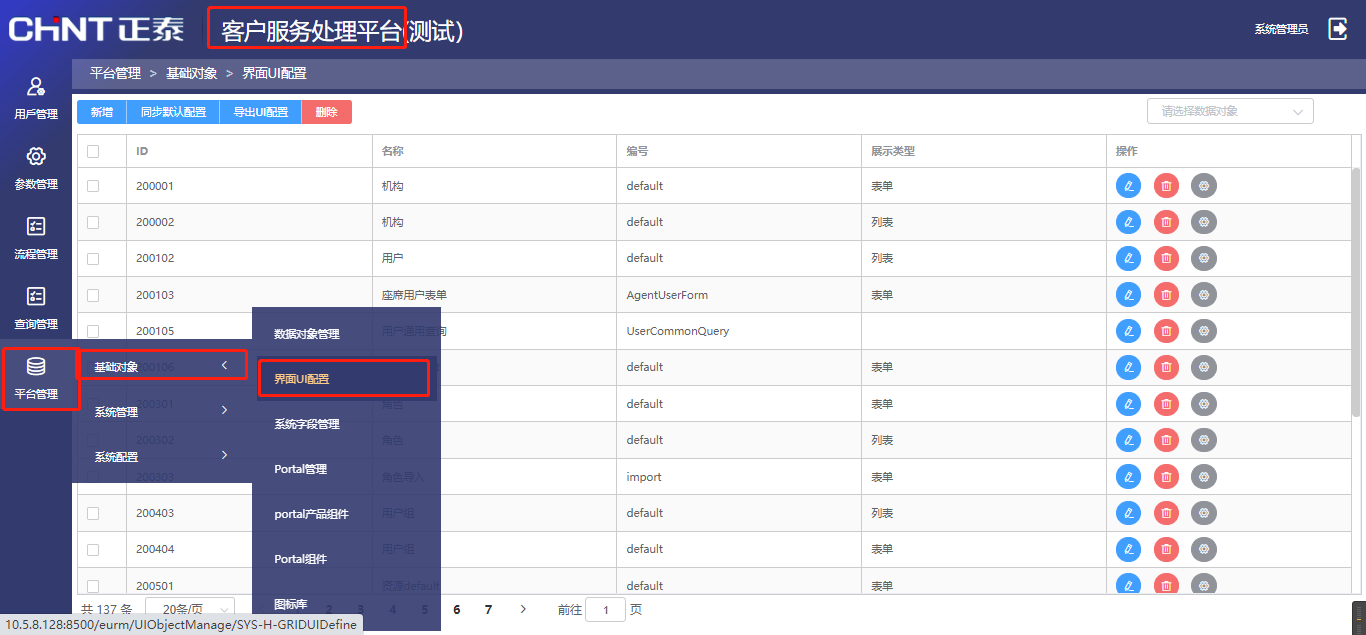 CHNT 正泰
客户服务处理平台(测试)
系统管理员
用戶管理
参数管理
流程管理
查询管理
平台管理
平台管理 > 基础对象 > 界面UI配置
新增 同步默认配置 导出UI配置 删除
请选择数据对象
ID 名称 编号 展示类型 操作
200001 机构 default 表单
200002 机构 default 列表
200102 用户 default 列表
200103 座席用户表单 AgentUserForm 表单
200105 用户通用查询 UserCommonQuery
200106 default 表单
200301 角色 default 表单
200302 角色 default 列表
200303 角色导入 import 表单
200403 用户组 default 列表
200404 用户组 default 表单
200501 资源default default 表单
基础对象
系统管理
系统配置
数据对象管理
界面UI配置
系统字段管理
Portal管理
portal产品组件
Portal组件
图标库
共 137 条 20条/页 2 3 4 5 6 7 > 前往 1 页
10.5.8.128:8500/eurm/UIObjectManage/SYS-H-GRIDUIDefine